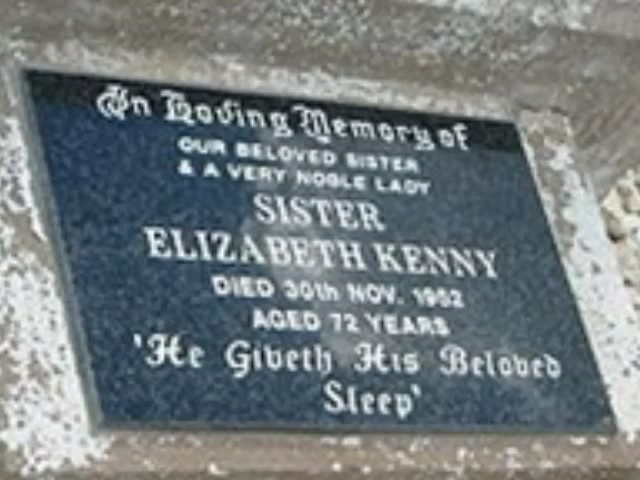 In Loving Memory of
OUR BELOVED SISTER
& A VERY NOBLE LADY
SISTER
ELIZABETH KENNY
DIED 30th NOV. 1952
AGED 72 YEARS
'He Giveth His Beloved
Sleep'